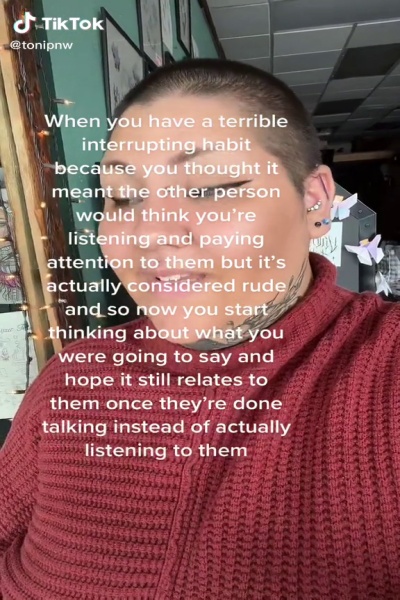 TikTok
@tonipnw
When you have a terrible
interrupting habit
because you thought it
meant the other person
would think you're
listening and paying
attention to them but it's
actually considered rude
and so now you start
thinking about what you
were going to say and
hope it still relates to
them once they're done
talking instead of actually
listening to them